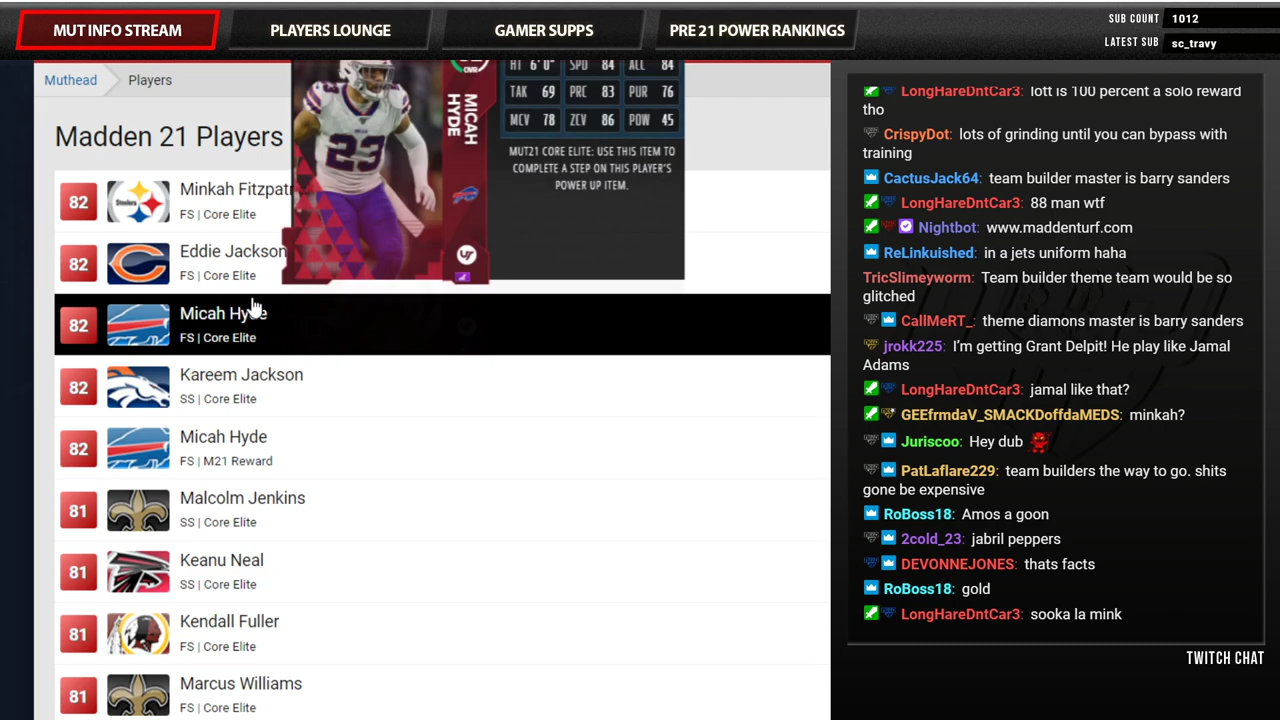 MUT INFO STREAM
PLAYERS LOUNGE
GAMER SUPPS
PRE 21 POWER RANKINGS
SUB COUNT 1012
LATEST SUB sc_travy
Muthead Players
Madden 21 Players
HT 6' 0" SPD 84 ALL 84
TAK 69 PRC 83 PUR 76
MCV 78 ZCV 86 POW 45
MUT21 CORE ELITE: USE THIS ITEM TO
COMPLETE A STEP ON THIS PLAYER'S
POWER UP ITEM.
OVR
MICAH
HYDE
23
82
Steelers
Minkah Fitzpatr
FS | Core Elite
82
Eddie Jackson
FS | Core Elite
82
Micah Hyde
FS | Core Elite
82
Kareem Jackson
SS | Core Elite
82
Micah Hyde
FS | M21 Reward
81
Malcolm Jenkins
SS | Core Elite
81
Keanu Neal
SS | Core Elite
81
Kendall Fuller
FS | Core Elite
81
Marcus Williams
FS | Core Elite
LongHareDntCar3: lott is 100 percent a solo reward
tho
CrispyDot: lots of grinding until you can bypass with
training
CactusJack64: team builder master is barry sanders
LongHareDntCar3: 88 man wtf
Nightbot: www.maddenturf.com
ReLinkuished: in a jets uniform haha
TricSlimeyworm: Team builder theme team would be so
glitched
CallMeRT_: theme diamons master is barry sanders
jrokk225: I'm getting Grant Delpit! He play like Jamal
Adams
LongHareDntCar3: jamal like that?
GEEfrmdaV_SMACKDoffdaMEDS: minkah?
Juriscoo: Hey dub
PatLaflare229: team builders the way to go. shits
gone be expensive
RoBoss18: Amos a goon
2cold_23: jabril peppers
DEVONNEJONES: thats facts
RoBoss18: gold
LongHareDntCar3: sooka la mink
TWITCH CHAT